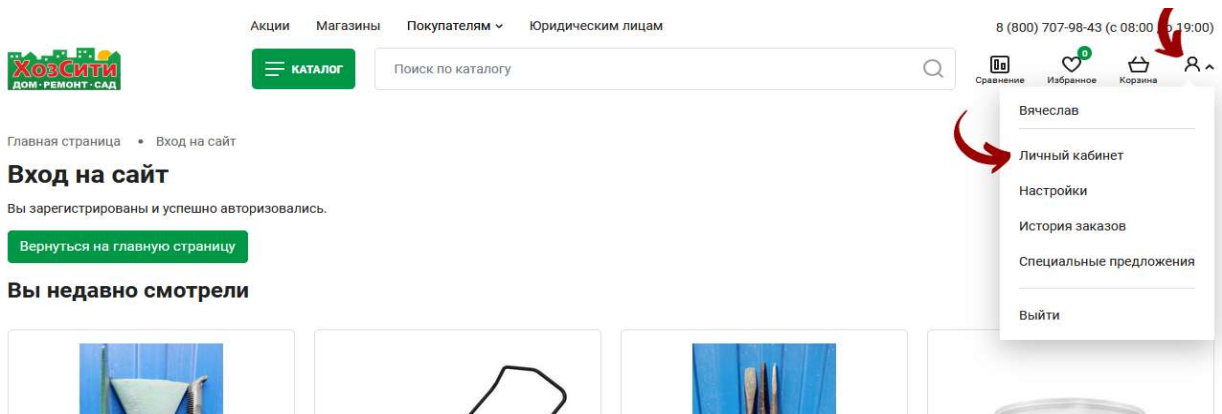 Акции Магазины Покупателям Юридическим лицам 8 (800) 707-98-43 (с 08:00 до 19:00)
ХозСити
ДОМ·РЕМОНТ·САД
КАТАЛОГ
Поиск по каталогу
0
Сравнение Избранное Корзина
Вячеслав
Личный кабинет
Настройки
История заказов
Специальные предложения
Выйти
Главная страница • Вход на сайт
Вход на сайт
Вы зарегистрированы и успешно авторизовались.
Вернуться на главную страницу
Вы недавно смотрели